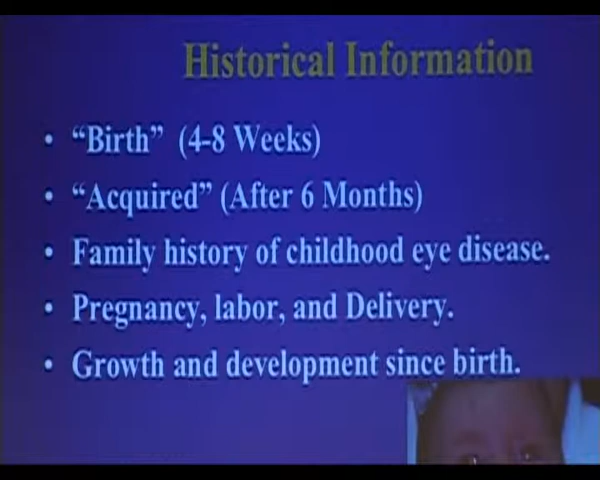 Historical Information
• “Birth” (4-8 Weeks)
• “Acquired” (After 6 Months)
• Family history of childhood eye disease.
• Pregnancy, labor, and Delivery.
• Growth and development since birth.